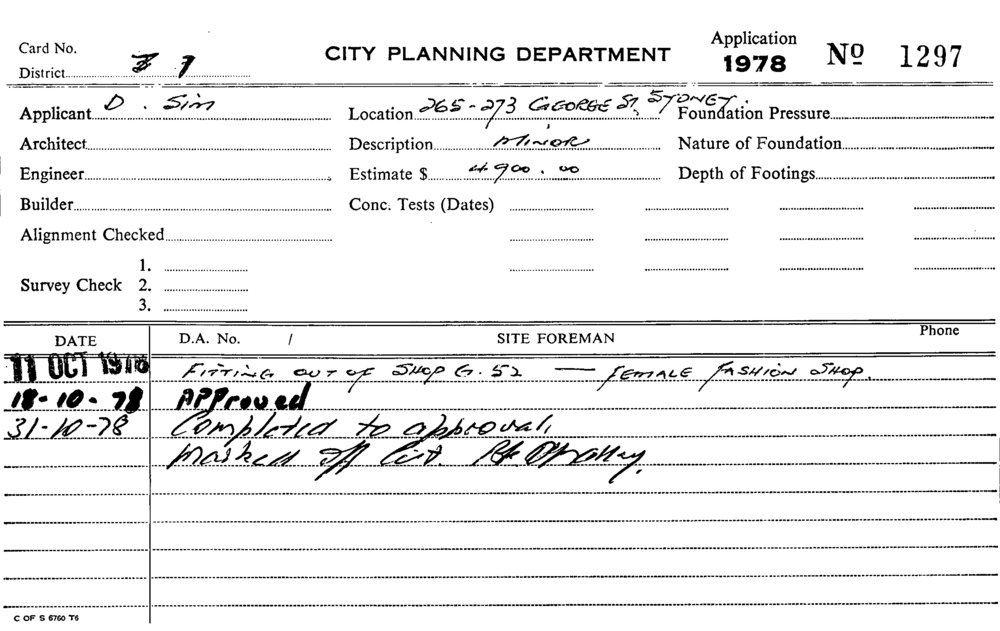 Card No.
District 7 1
CITY PLANNING DEPARTMENT
Application
1978
Nº 1297
Applicant D. Sim
Location 265-273 GEORGE ST, SYDNEY.
Foundation Pressure
Architect
Description MINOR
Nature of Foundation
Engineer
Estimate $ 4900.00
Depth of Footings
Builder
Conc. Tests (Dates)
Alignment Checked
Survey Check 1.
2.
3.
DATE D.A. No. / SITE FOREMAN Phone
11 OCT 1978 FITTING OUT OF SHOP G.52 — FEMALE FASHION SHOP.
18-10-78 APProved
31-10-78 Completed to approval,
marked off
C OF S 6760 T6